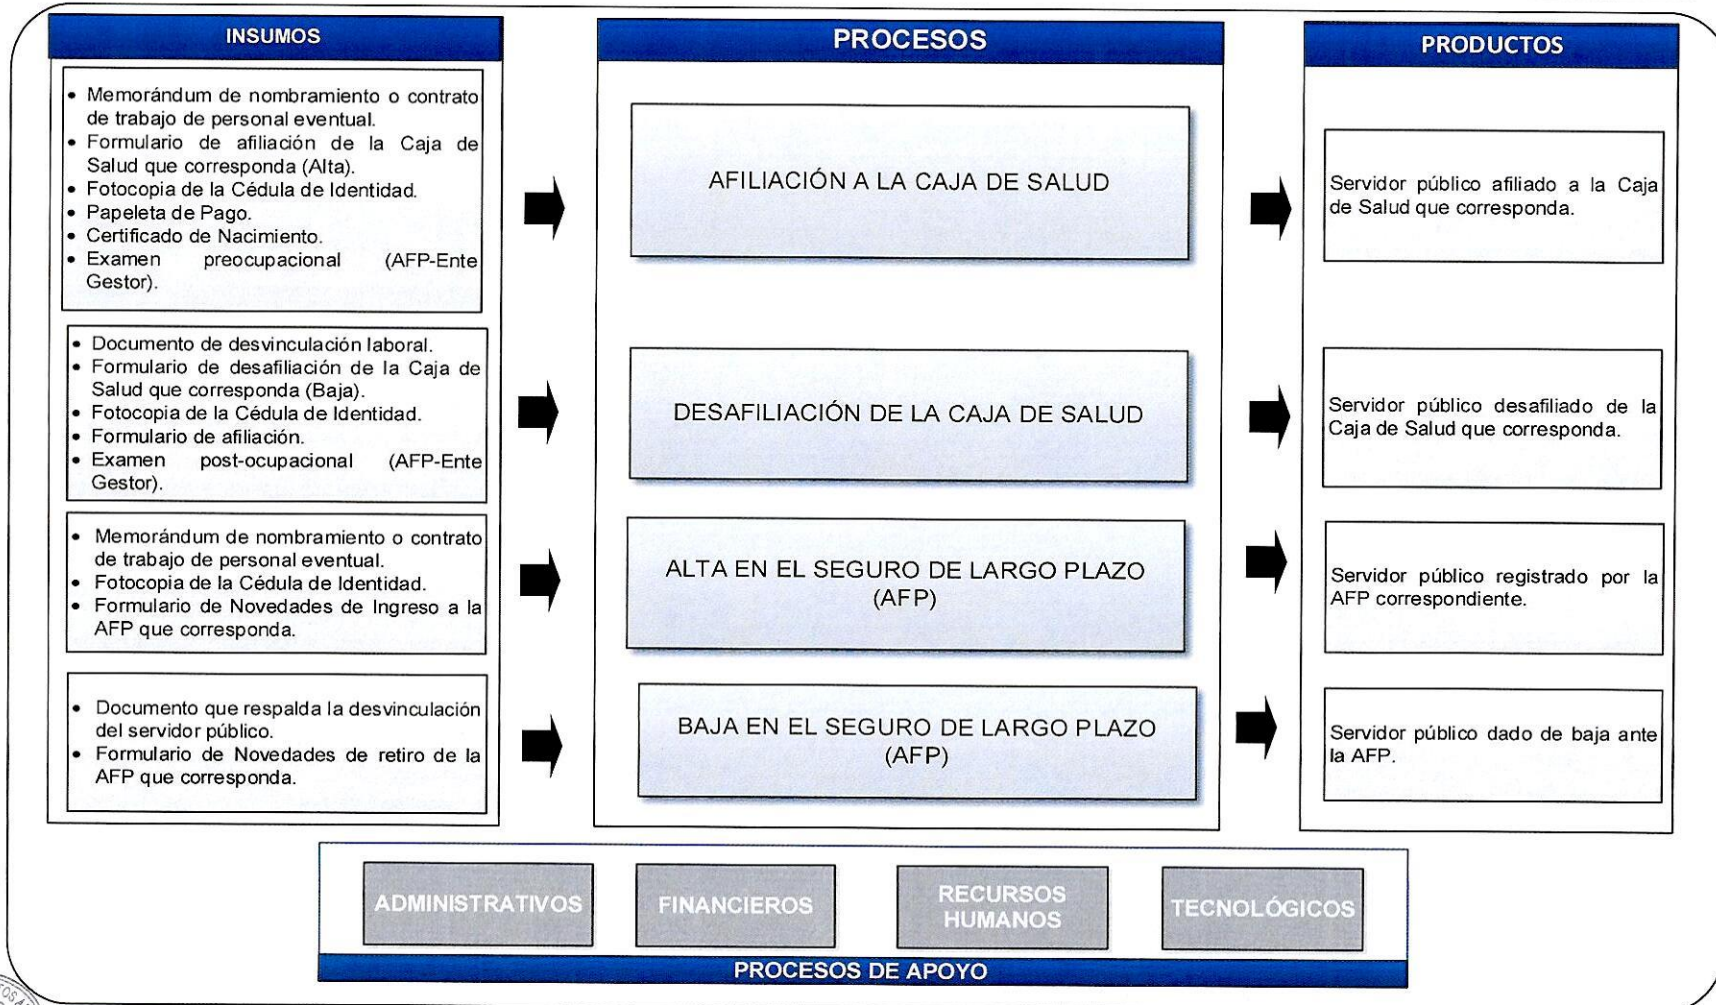 INSUMOS
• Memorándum de nombramiento o contrato
de trabajo de personal eventual.
• Formulario de afiliación de la Caja de
Salud que corresponda (Alta).
• Fotocopia de la Cédula de Identidad.
• Papeleta de Pago.
• Certificado de Nacimiento.
• Examen preocupacional (AFP-Ente
Gestor).
• Documento de desvinculación laboral.
• Formulario de desafiliación de la Caja de
Salud que corresponda (Baja).
• Fotocopia de la Cédula de Identidad.
• Formulario de afiliación.
• Examen post-ocupacional (AFP-Ente
Gestor).
• Memorándum de nombramiento o contrato
de trabajo de personal eventual.
• Fotocopia de la Cédula de Identidad.
• Formulario de Novedades de Ingreso a la
AFP que corresponda.
• Documento que respalda la desvinculación
del servidor público.
• Formulario de Novedades de retiro de la
AFP que corresponda.
PROCESOS
AFILIACIÓN A LA CAJA DE SALUD
DESAFILIACIÓN DE LA CAJA DE SALUD
ALTA EN EL SEGURO DE LARGO PLAZO
(AFP)
BAJA EN EL SEGURO DE LARGO PLAZO
(AFP)
PRODUCTOS
Servidor público afiliado a la Caja
de Salud que corresponda.
Servidor público desafiliado de la
Caja de Salud que corresponda.
Servidor público registrado por la
AFP correspondiente.
Servidor público dado de baja ante
la AFP.
ADMINISTRATIVOS
FINANCIEROS
RECURSOS
HUMANOS
TECNOLÓGICOS
PROCESOS DE APOYO